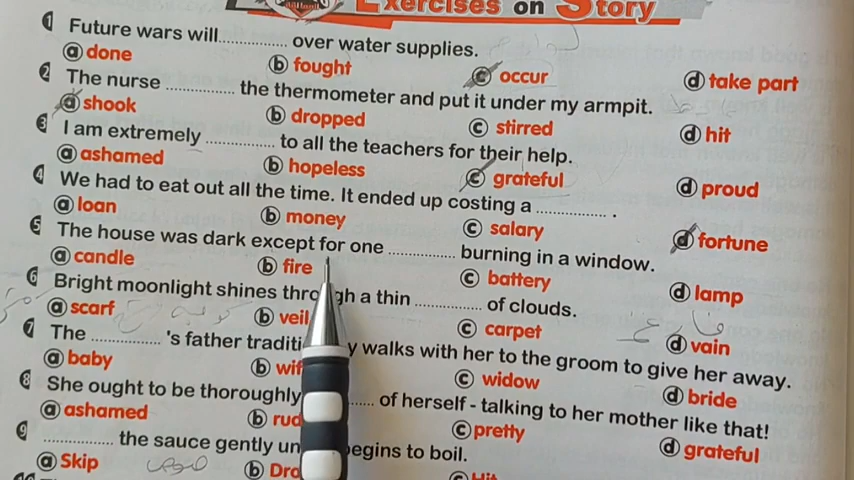 Exercises on Story
1 Future wars will.............. over water supplies.
a done b fought c occur d take part
2 The nurse .............. the thermometer and put it under my armpit.
a shook b dropped c stirred d hit
3 I am extremely .............. to all the teachers for their help.
a ashamed b hopeless c grateful d proud
4 We had to eat out all the time. It ended up costing a .............. .
a loan b money c salary d fortune
5 The house was dark except for one .............. burning in a window.
a candle b fire c battery d lamp
6 Bright moonlight shines a thin .............. of clouds.
a scarf b veil c carpet d vain
7 The .............. 's father walks with her to the groom to give her away.
a baby b c widow d bride
8 She ought to be thoroughly of herself - talking to her mother like that!
a ashamed b c pretty d grateful
9 .............. the sauce gently begins to boil.
a Skip b c Hit